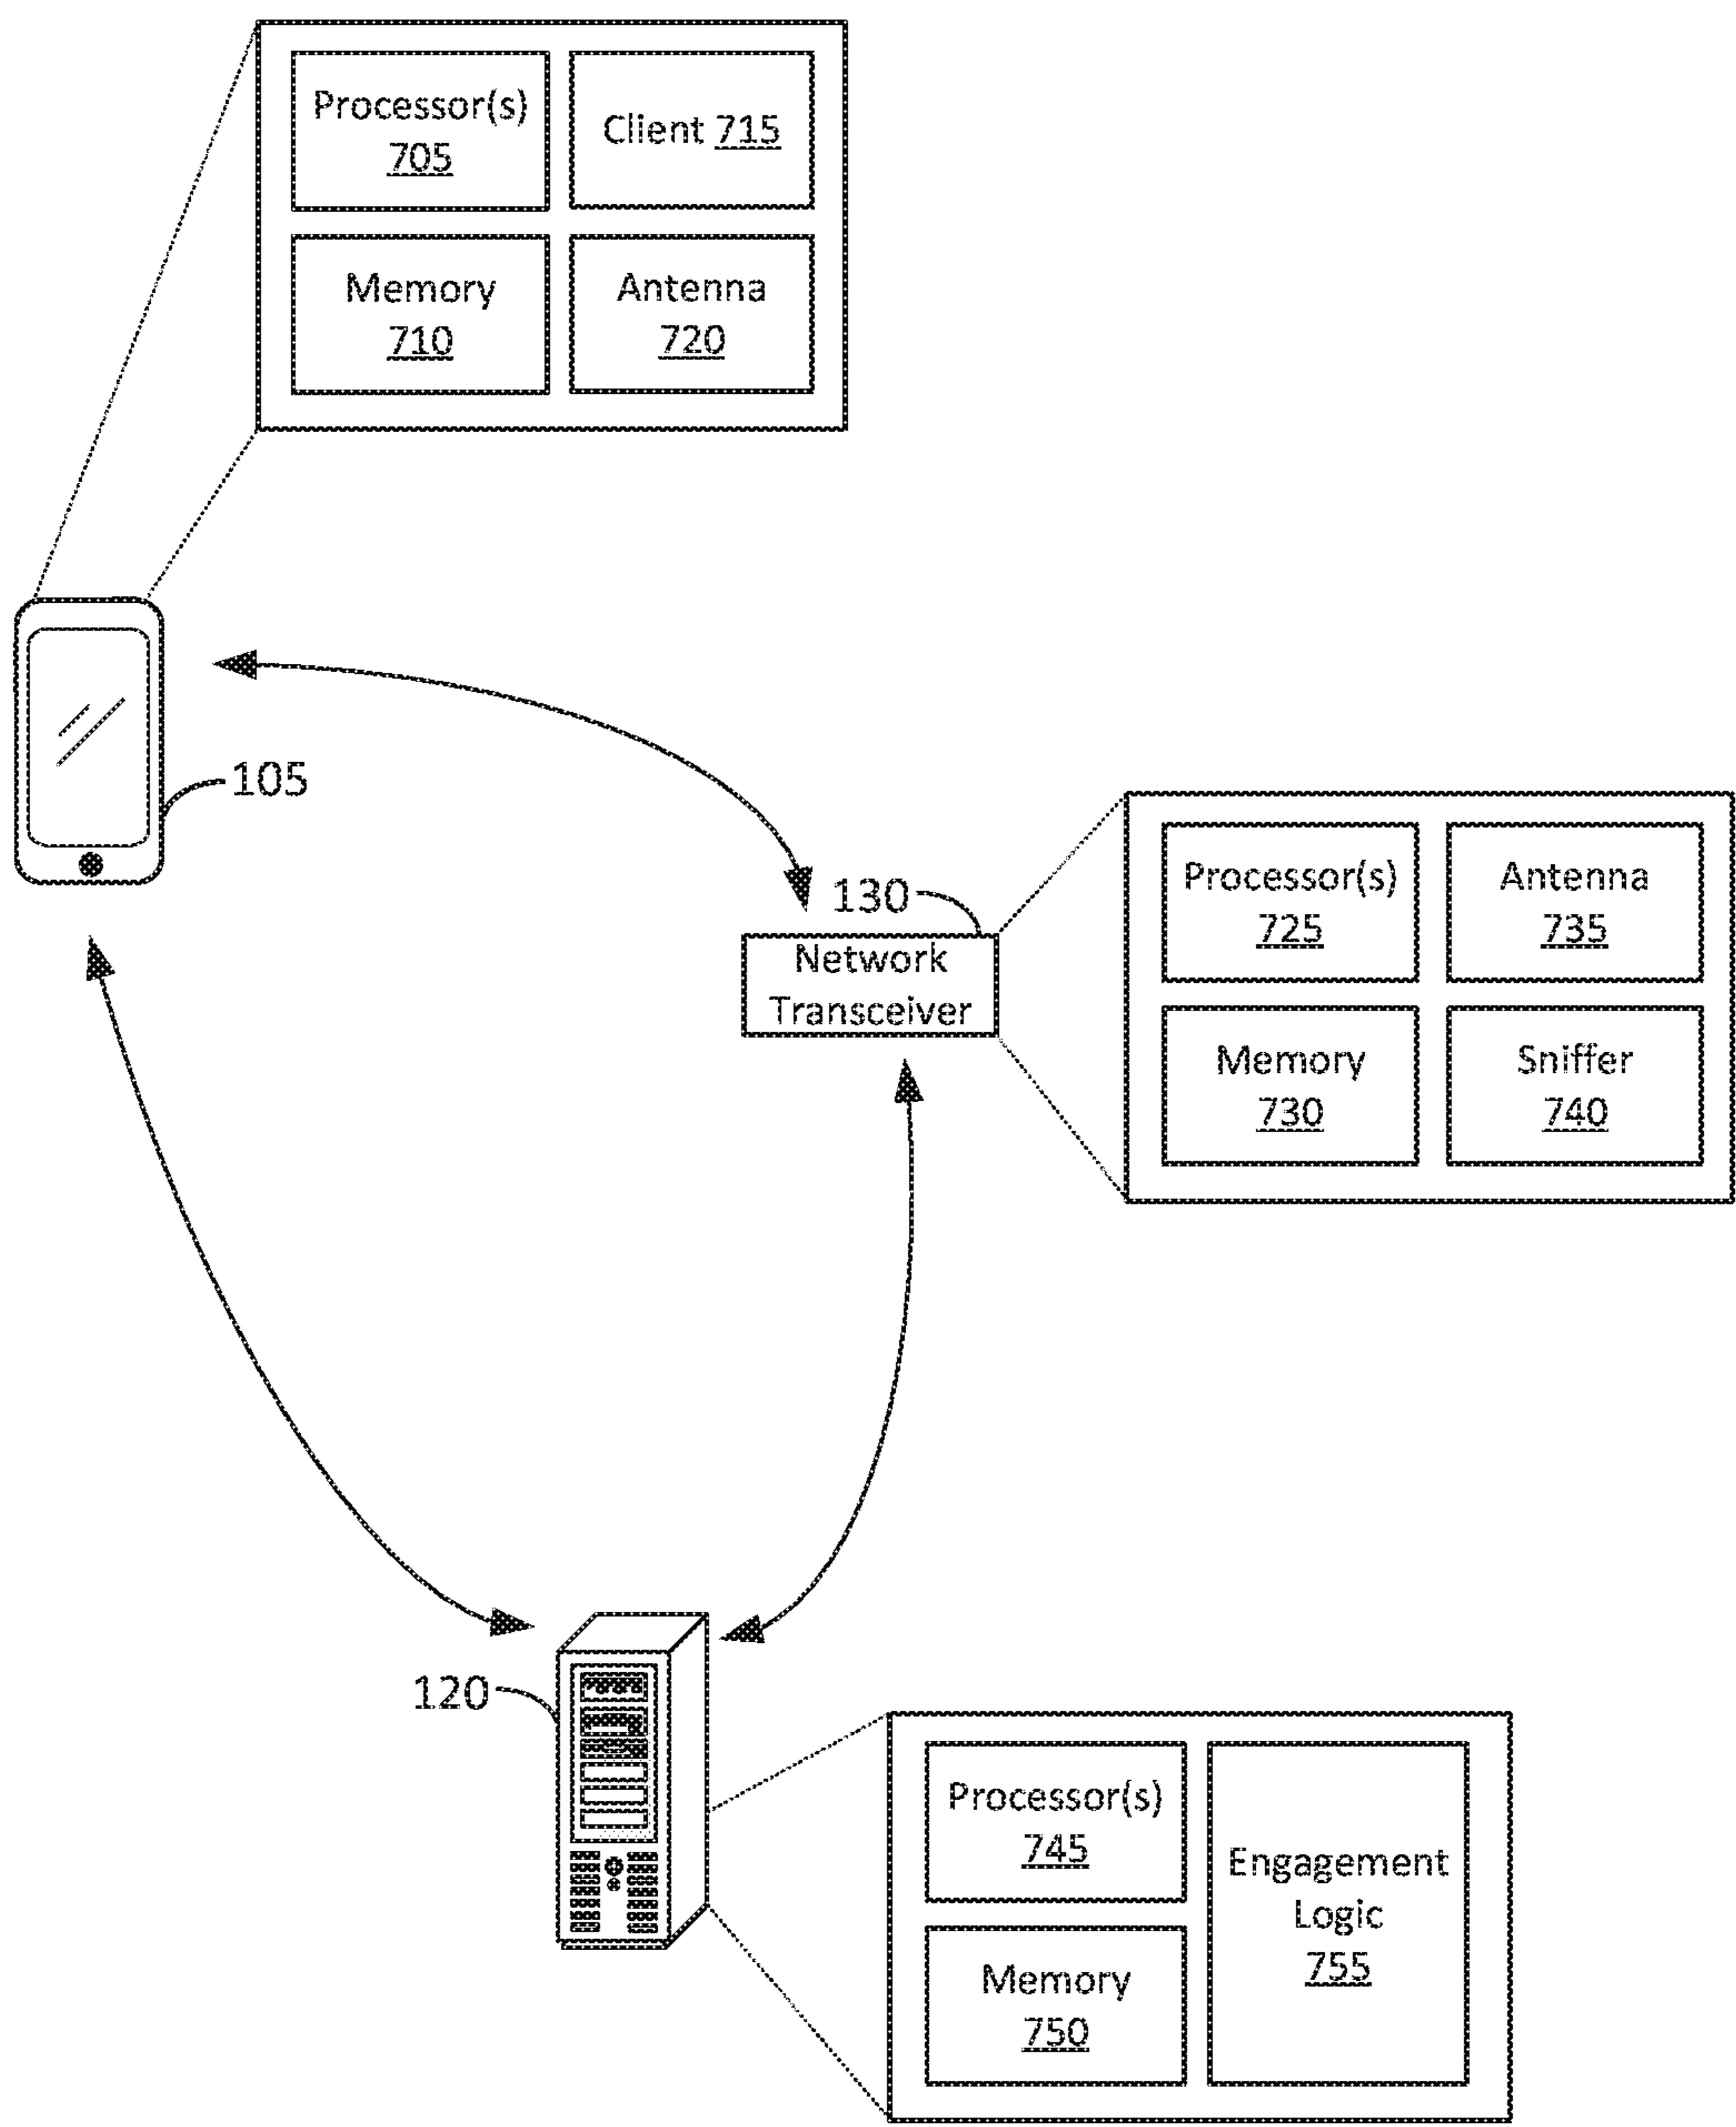 Processor(s)
705
Client 715
Memory
710
Antenna
720
105
130
Network
Transceiver
Processor(s)
725
Antenna
735
Memory
730
Sniffer
740
120
Processor(s)
745
Engagement
Logic
755
Memory
750